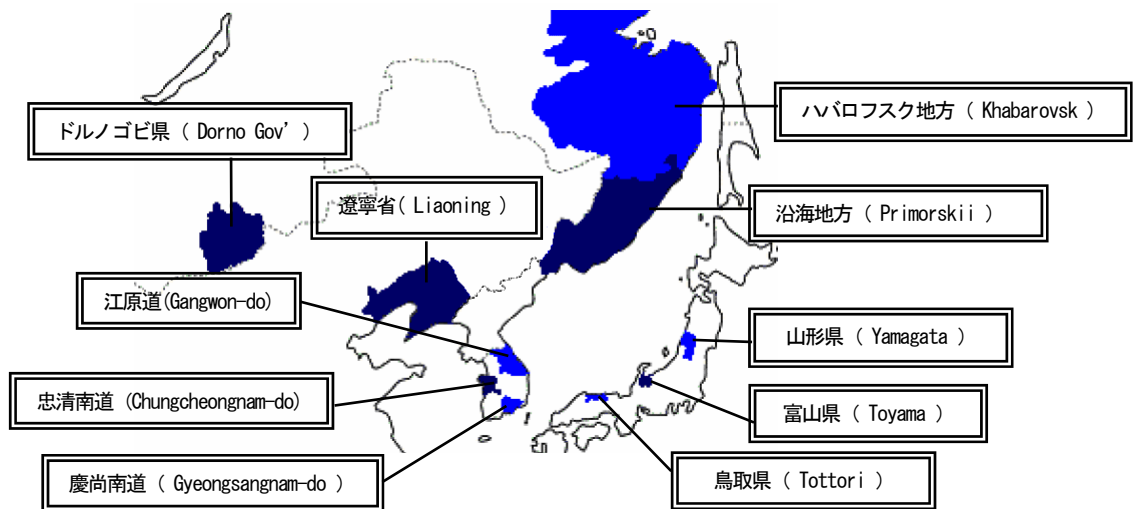 ハバロフスク地方 ( Khabarovsk )
ドルノゴビ県 ( Dorno Gov’ )
遼寧省( Liaoning )
沿海地方 ( Primorskii )
江原道(Gangwon-do)
山形県 ( Yamagata )
忠清南道 (Chungcheongnam-do)
富山県 ( Toyama )
慶尚南道 ( Gyeongsangnam-do )
鳥取県 ( Tottori )